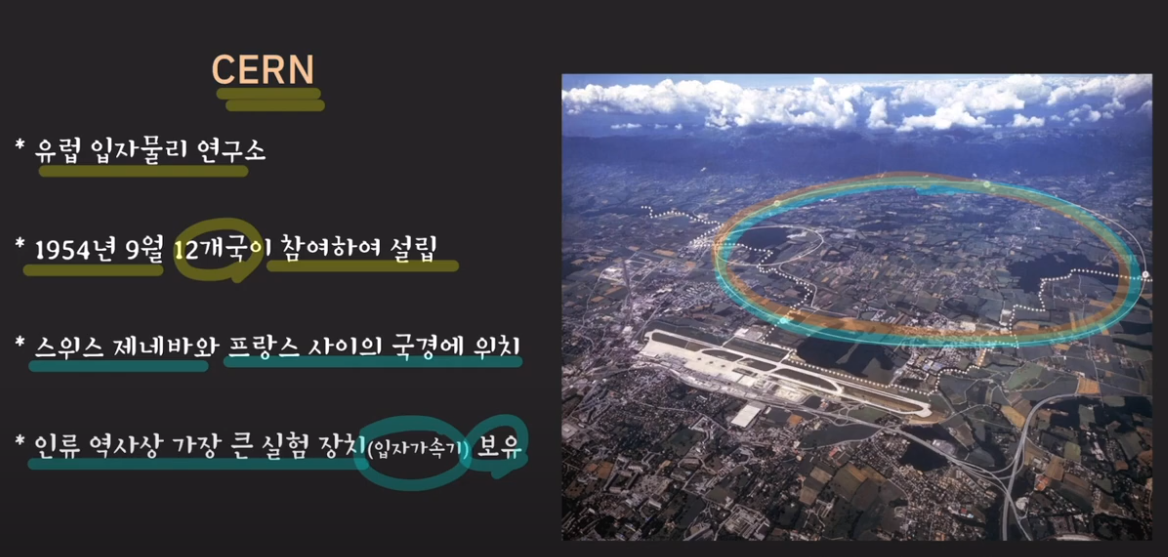 CERN
* 유럽 입자물리 연구소
* 1954년 9월 12개국이 참여하여 설립
* 스위스 제네바와 프랑스 사이의 국경에 위치
* 인류 역사상 가장 큰 실험 장치(입자가속기) 보유